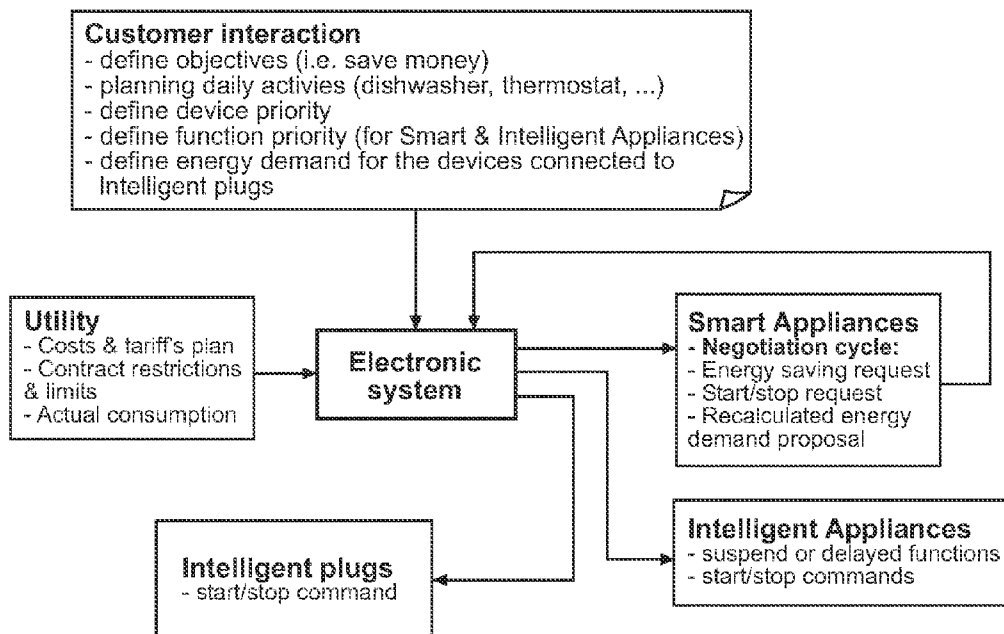 Customer interaction
- define objectives (i.e. save money)
- planning daily activies (dishwasher, thermostat, ...)
- define device priority
- define function priority (for Smart & Intelligent Appliances)
- define energy demand for the devices connected to
Intelligent plugs
Utility
- Costs & tariff's plan
- Contract restrictions
& limits
- Actual consumption
Electronic
system
Smart Appliances
- Negotiation cycle:
- Energy saving request
- Start/stop request
- Recalculated energy
demand proposal
Intelligent plugs
- start/stop command
Intelligent Appliances
- suspend or delayed functions
- start/stop commands